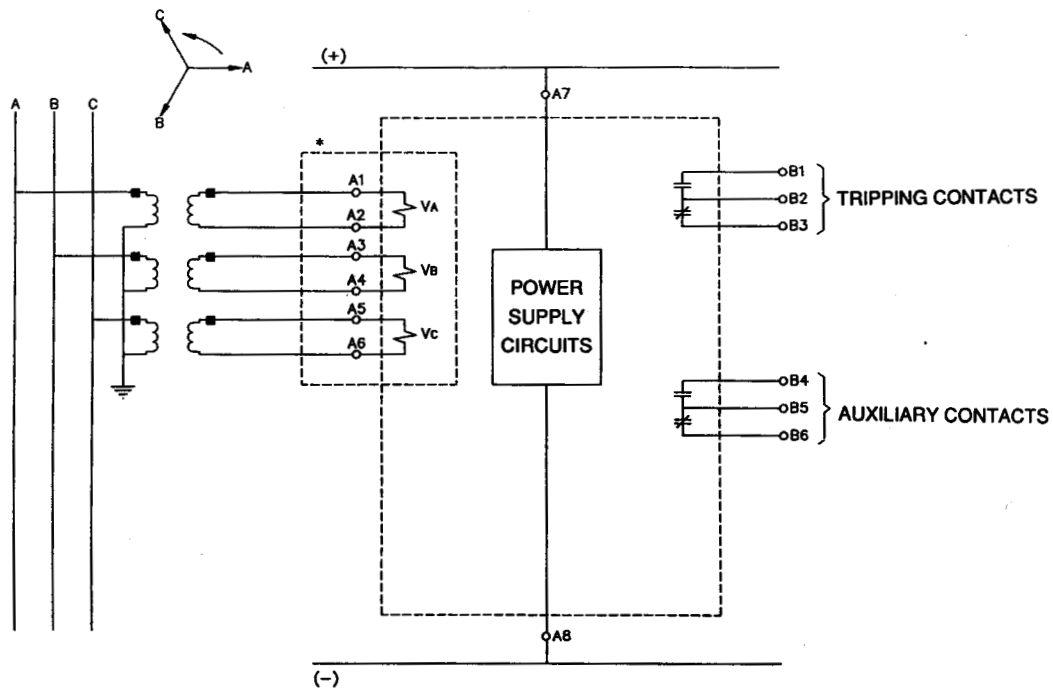 C
A
B
A B C
(+)
A7
*
A1
VA
A2
A3
VB
A4
A5
VC
A6
POWER
SUPPLY
CIRCUITS
B1
B2
B3
TRIPPING CONTACTS
B4
B5
B6
AUXILIARY CONTACTS
A8
(-)